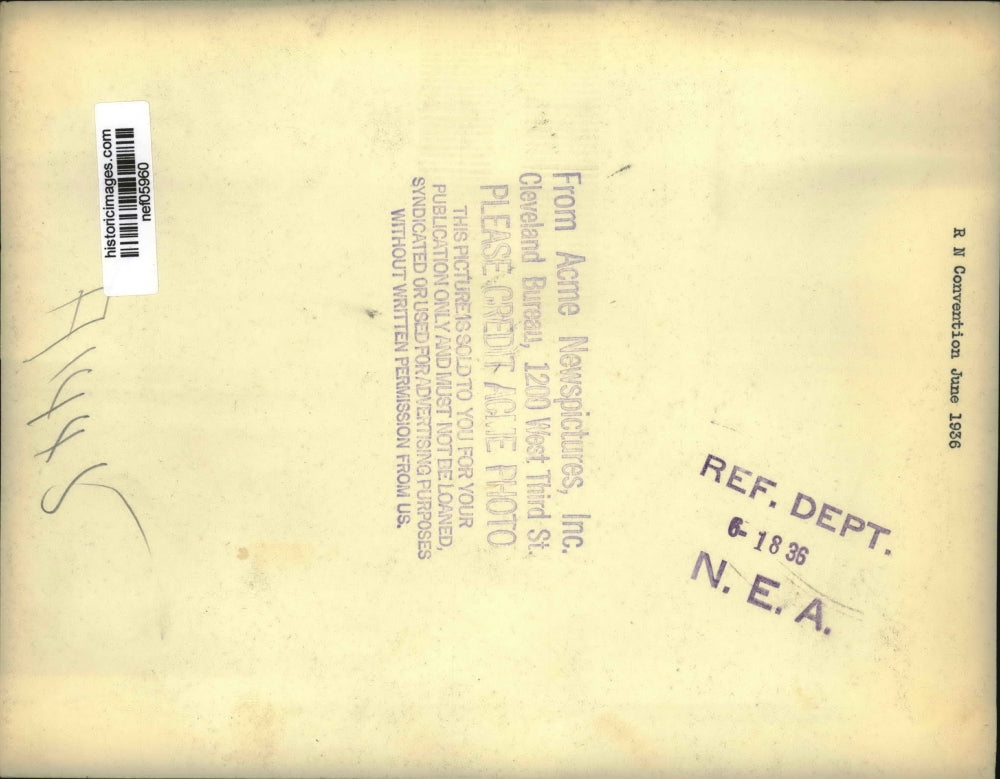 R N Convention June 1936
REF. DEPT.
6-18 36
N. E. A.
From Acme Newspictures, Inc.
Cleveland Bureau, 1200 West Third St.
PLEASE CREDIT ACME PHOTO
THIS PICTURE IS SOLD TO YOU FOR YOUR
PUBLICATION ONLY AND MUST NOT BE LOANED,
SYNDICATED OR USED FOR ADVERTISING PURPOSES
WITHOUT WRITTEN PERMISSION FROM US.
historicimages.com
nef05960